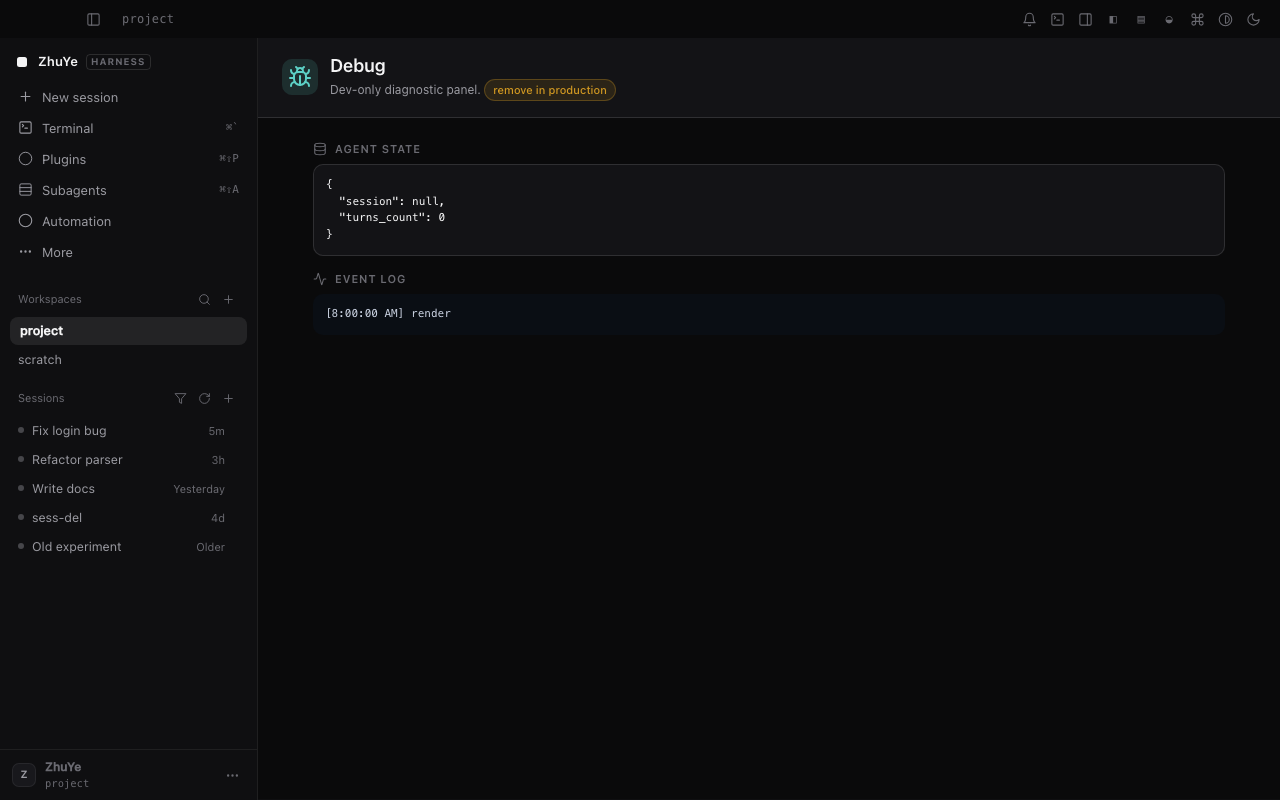 project
ZhuYe HARNESS
New session
Terminal ⌘`
Plugins ⌘⇧P
Subagents ⌘⇧A
Automation
More
Workspaces
project
scratch
Sessions
Fix login bug 5m
Refactor parser 3h
Write docs Yesterday
sess-del 4d
Old experiment Older
Z ZhuYe
project
Debug
Dev-only diagnostic panel. remove in production
AGENT STATE
{
"session": null,
"turns_count": 0
}
EVENT LOG
[8:00:00 AM] render